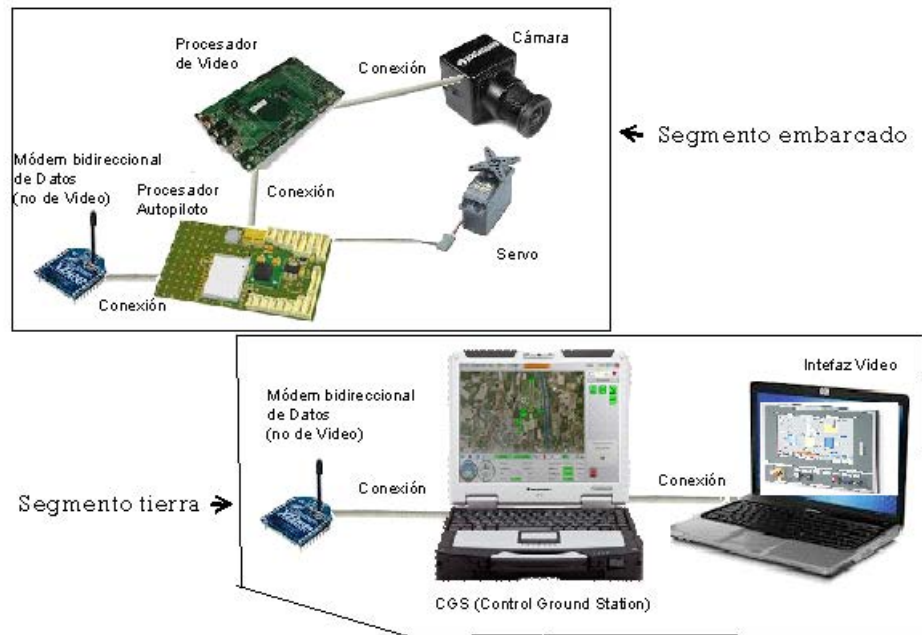 Procesador
de Video
Conexión
Cámara
Segmento embarcado
Módem bidireccional
de Datos
(no de Video)
Procesador
Autopiloto
Conexión
Servo
Conexión
Intefaz Video
Módem bidireccional
de Datos
(no de Video)
Conexión
Conexión
Segmento tierra
CGS (Control Ground Station)